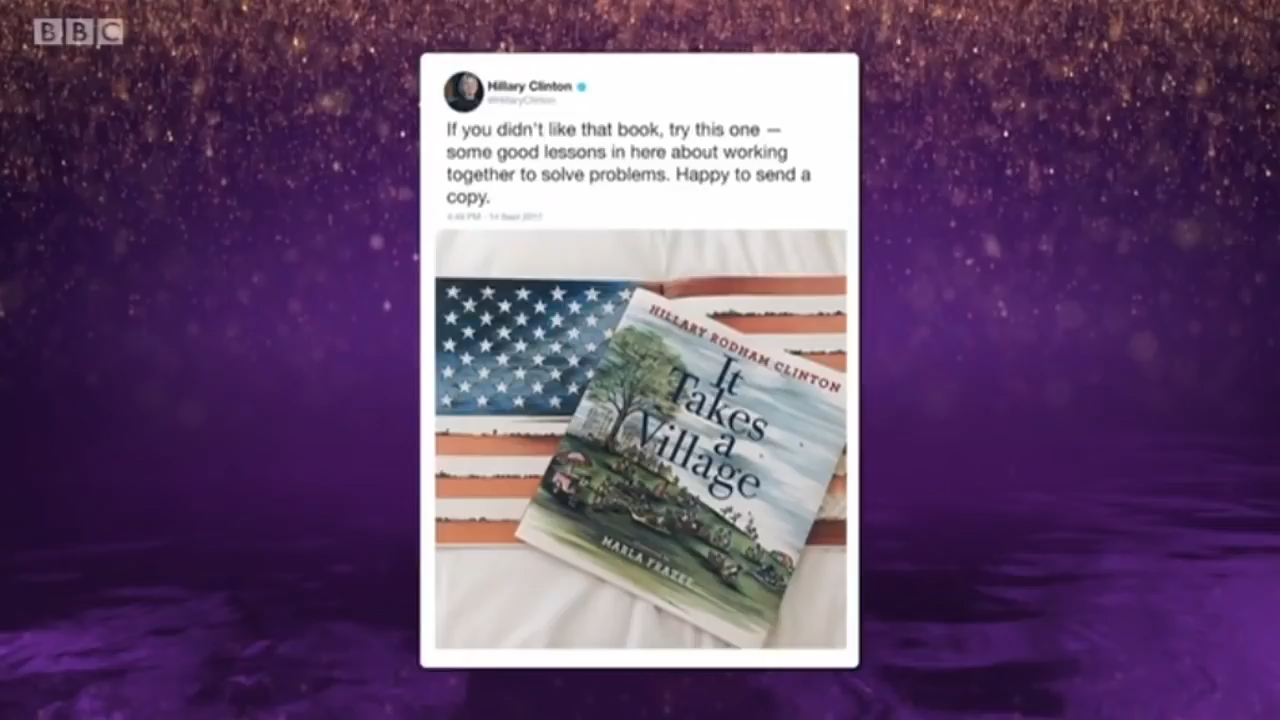 BBC
Hillary Clinton
@HillaryClinton
If you didn't like that book, try this one —
some good lessons in here about working
together to solve problems. Happy to send a
copy.
HILLARY RODHAM CLINTON
It
Takes
a
Village
MARLA FRAZEE